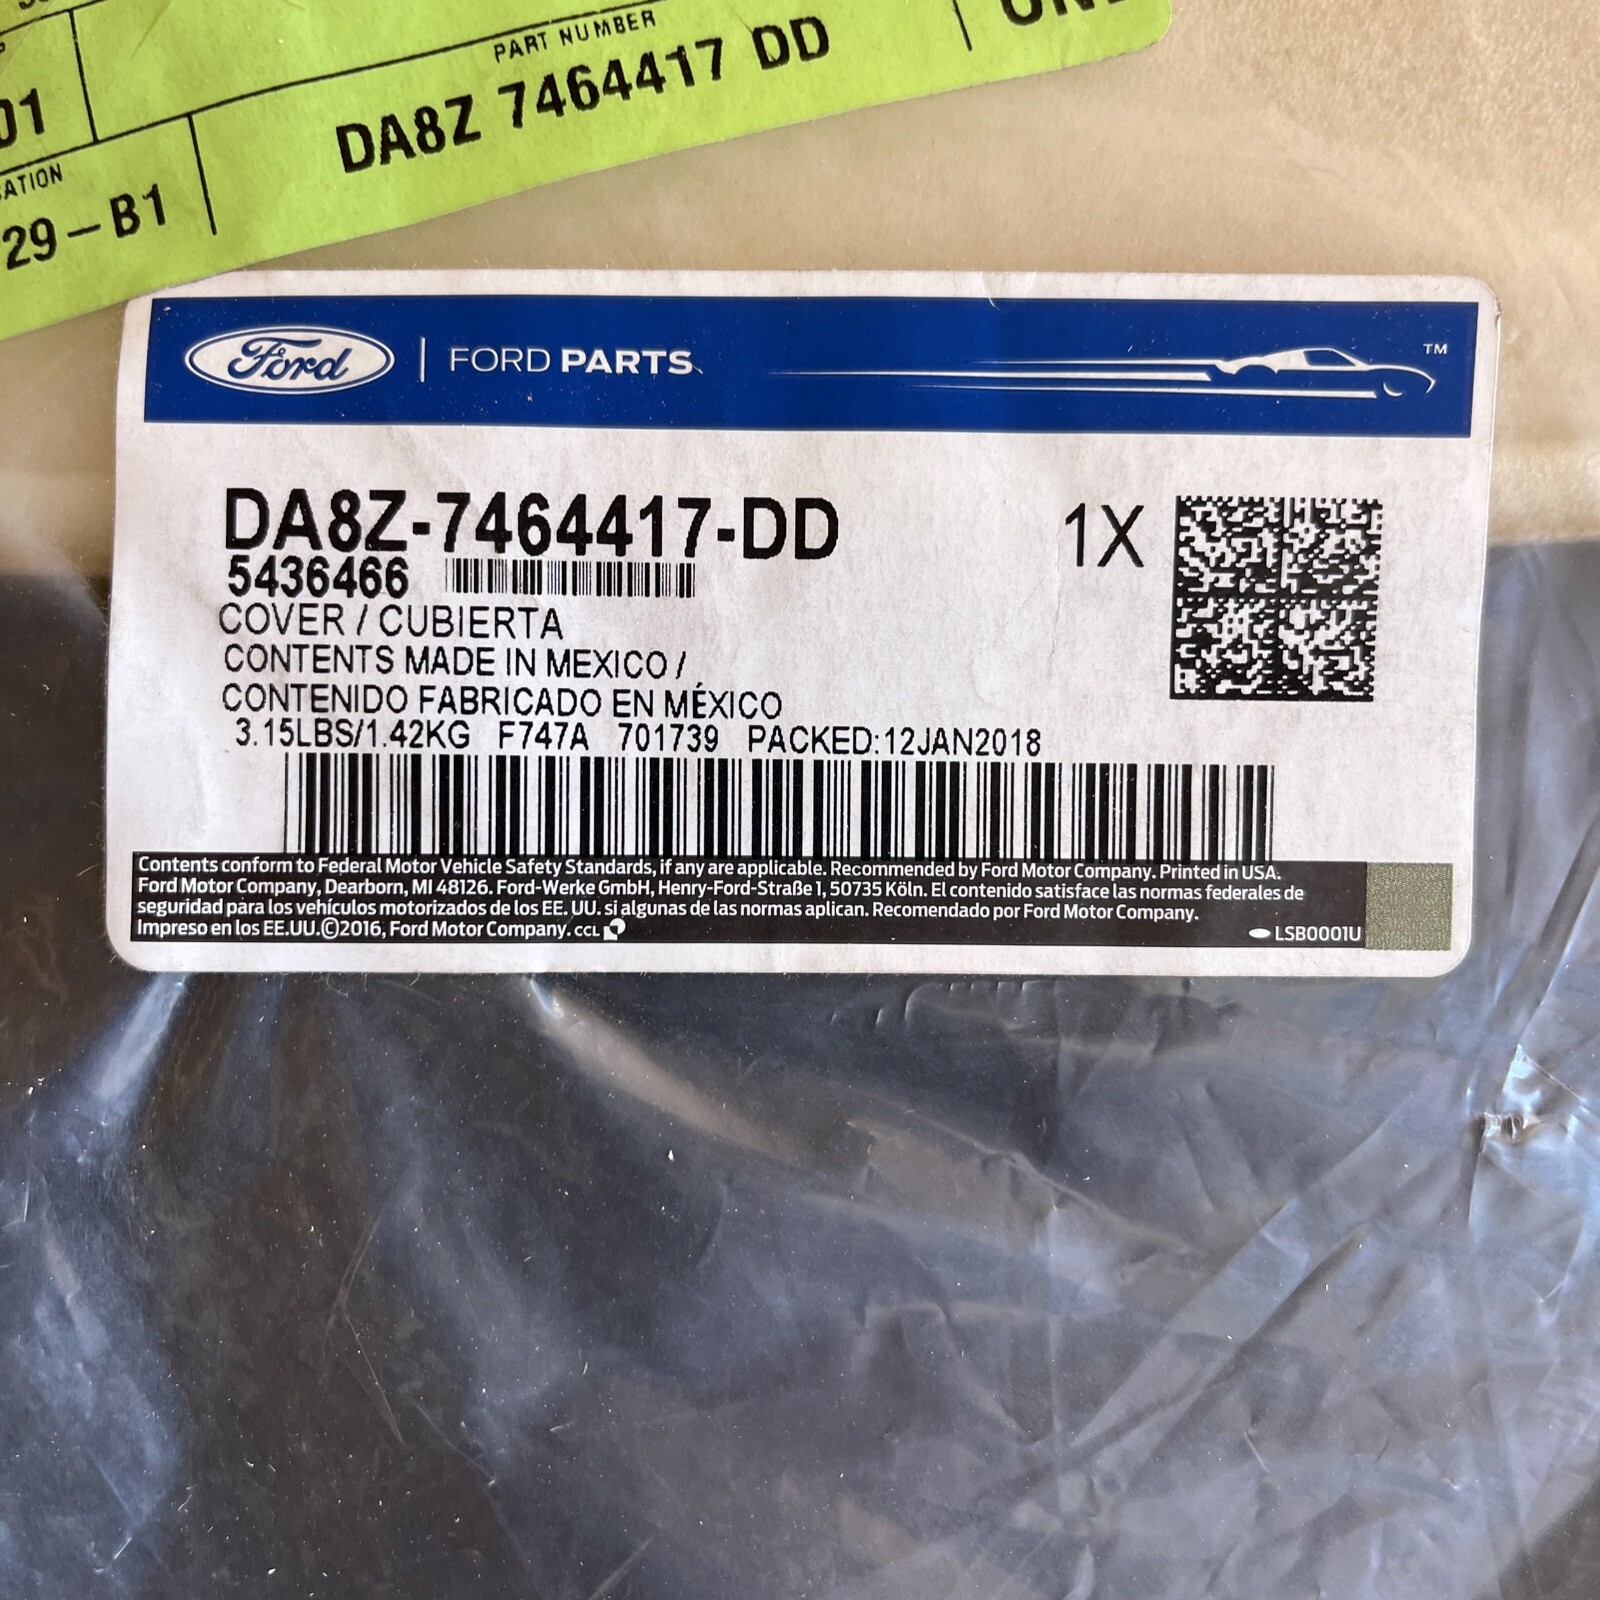 PART NUMBER
DA8Z 7464417 DD
01
29-B1
Ford | FORD PARTS
TM
DA8Z-7464417-DD
1X
5436466
COVER / CUBIERTA
CONTENTS MADE IN MEXICO /
CONTENIDO FABRICADO EN MÉXICO
3.15LBS/1.42KG F747A 701739 PACKED:12JAN2018
Contents conform to Federal Motor Vehicle Safety Standards, if any are applicable. Recommended by Ford Motor Company. Printed in USA.
Ford Motor Company, Dearborn, MI 48126. Ford-Werke GmbH, Henry-Ford-Straße 1, 50735 Köln. El contenido satisface las normas federales de
seguridad para los vehículos motorizados de los EE. UU. si algunas de las normas aplican. Recomendado por Ford Motor Company.
Impreso en los EE.UU.©2016, Ford Motor Company. CCL
LSB0001U